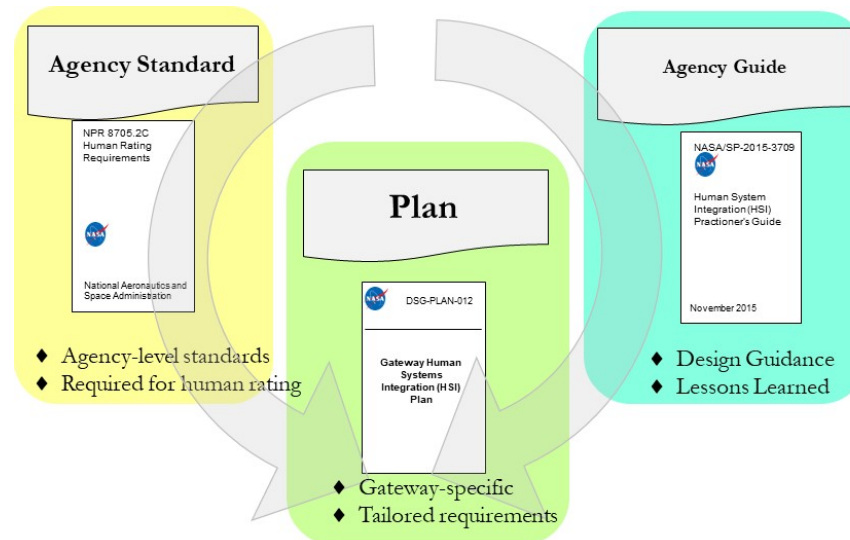 Agency Standard
NPR 8705.2C
Human Rating
Requirements
NASA
National Aeronautics and
Space Administration
♦ Agency-level standards
♦ Required for human rating
Plan
NASA
DSG-PLAN-012
Gateway Human
Systems
Integration (HSI)
Plan
♦ Gateway-specific
♦ Tailored requirements
Agency Guide
NASA/SP-2015-3709
NASA
Human System
Integration (HSI)
Practioner's Guide
November 2015
♦ Design Guidance
♦ Lessons Learned